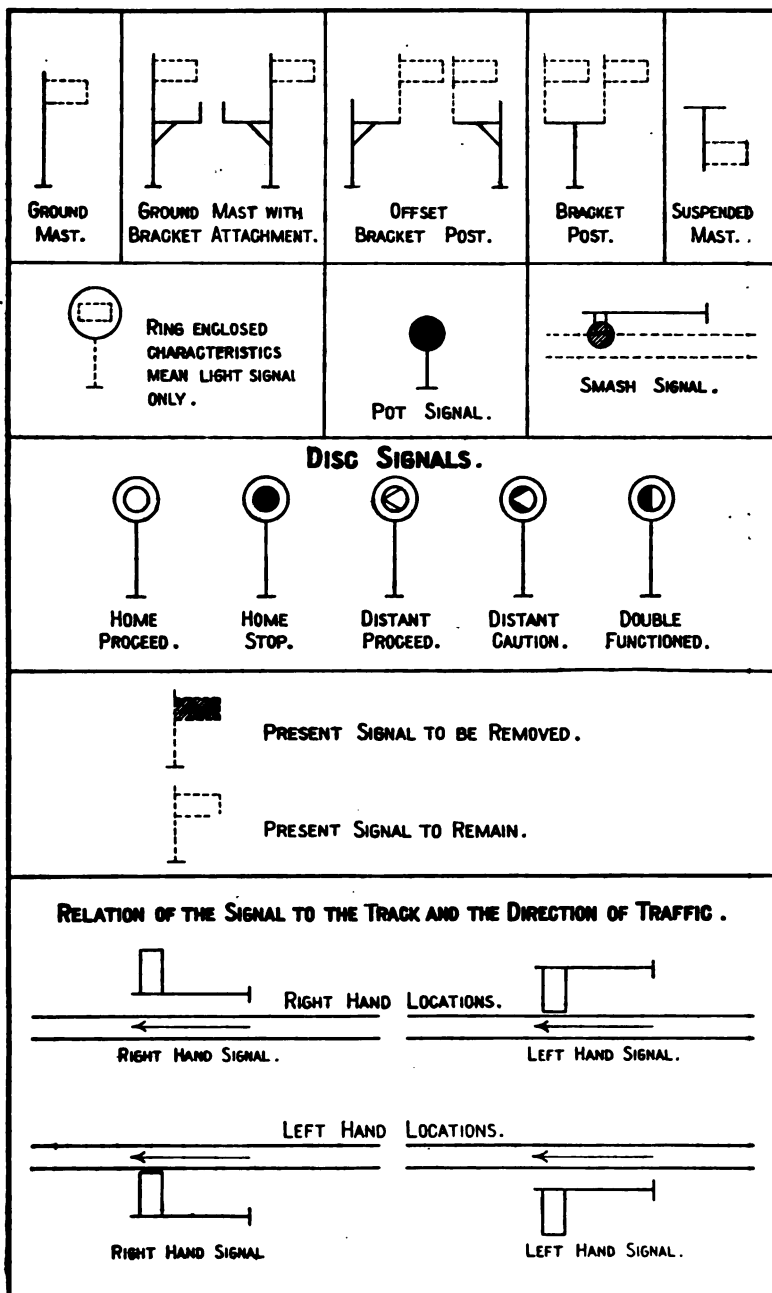 GROUND
MAST.
GROUND MAST WITH
BRACKET ATTACHMENT.
OFFSET
BRACKET POST.
BRACKET
POST.
SUSPENDED
MAST.
RING ENCLOSED
CHARACTERISTICS
MEAN LIGHT SIGNAL
ONLY.
POT SIGNAL.
SMASH SIGNAL.
DISC SIGNALS.
HOME
PROCEED.
HOME
STOP.
DISTANT
PROCEED.
DISTANT
CAUTION.
DOUBLE
FUNCTIONED.
PRESENT SIGNAL TO BE REMOVED.
PRESENT SIGNAL TO REMAIN.
RELATION OF THE SIGNAL TO THE TRACK AND THE DIRECTION OF TRAFFIC.
RIGHT HAND LOCATIONS.
RIGHT HAND SIGNAL.
LEFT HAND SIGNAL.
LEFT HAND LOCATIONS.
RIGHT HAND SIGNAL
LEFT HAND SIGNAL.